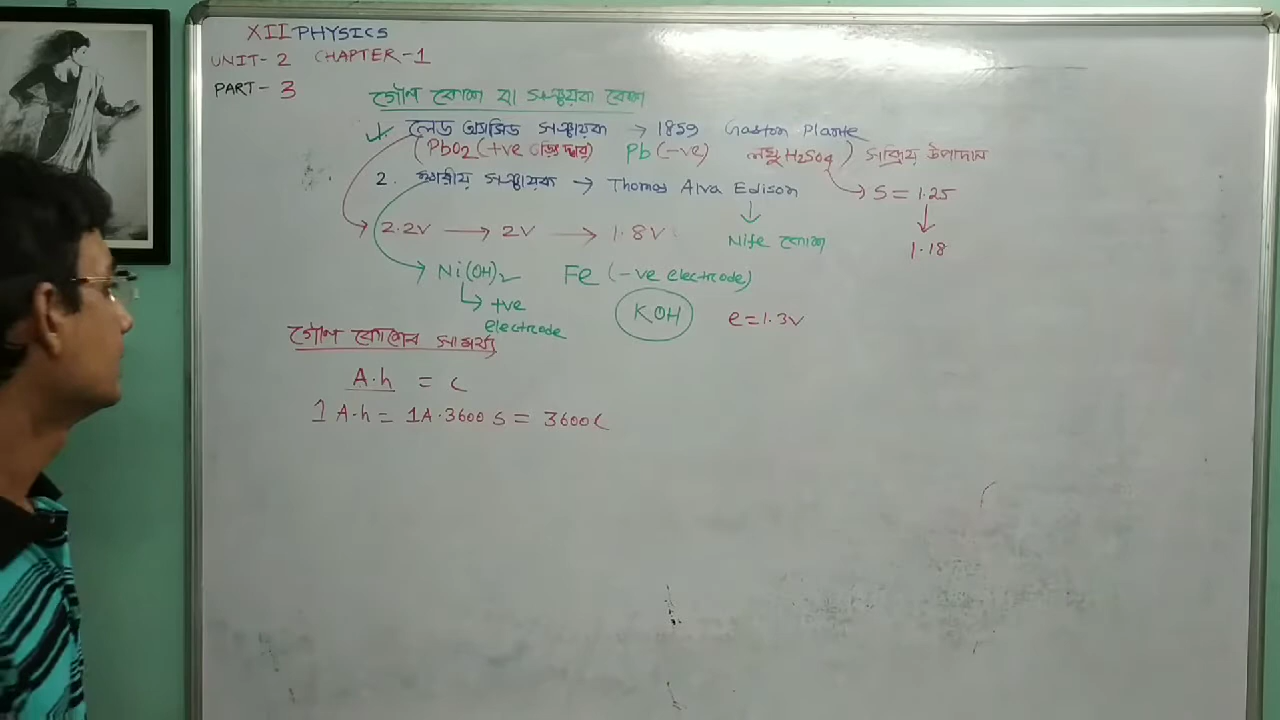 XII PHYSICS
UNIT- 2 CHAPTER-1
PART- 3
গৌণ কোশ বা সঞ্চয়ক কোশ
লেড অ্যাসিড সঞ্চায়ক → 1859 Gaston Plante
(PbO2 (+ve তড়িদ্দ্বার) Pb (-ve) লঘু H2SO4) সক্রিয় উপাদান
2. ক্ষারীয় সঞ্চায়ক → Thomas Alva Edison → S = 1.25
2.2V → 2V → 1.8V Nife কোশ 1.18
Ni(OH)2 Fe (-ve electrode)
+ve KOH e=1.3V
electrode
গৌণ কোশের সামর্থ্য
A.h = C
1 A.h = 1A.3600 S = 3600C